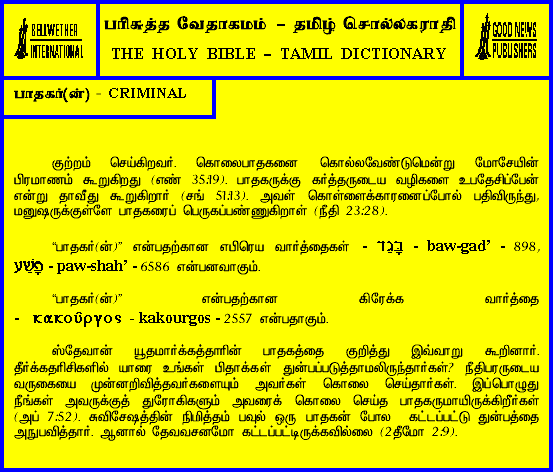 BELLWETHER
INTERNATIONAL
பரிசுத்த வேதாகமம் – தமிழ் சொல்லகராதி
THE HOLY BIBLE – TAMIL DICTIONARY
GOOD NEWS
PUBLISHERS
பாதகர்(ன்) - CRIMINAL
குற்றம் செய்கிறவர். கொலைபாதகனை கொல்லவேண்டுமென்று மோசேயின்
பிரமாணம் கூறுகிறது (எண் 35:19). பாதகருக்கு கர்த்தருடைய வழிகளை உபதேசிப்பேன்
என்று தாவீது கூறுகிறார் (சங் 51:13). அவள் கொள்ளைக்காரனைப்போல் பதிவிருந்து,
மனுஷருக்குள்ளே பாதகரைப் பெருகப்பண்ணுகிறாள் (நீதி 23:28).
“பாதகர்(ன்)” என்பதற்கான எபிரெய வார்த்தைகள் - בָּגַד - baw-gad’ - 898,
פָּשַׁע - paw-shah’ - 6586 என்பனவாகும்.
“பாதகர்(ன்)” என்பதற்கான கிரேக்க வார்த்தை
- κακοῦργος - kakourgos - 2557 என்பதாகும்.
ஸ்தேவான் யூதமார்க்கத்தாரின் பாதகத்தை குறித்து இவ்வாறு கூறினார்.
தீர்க்கதரிசிகளில் யாரை உங்கள் பிதாக்கள் துன்பப்படுத்தாமலிருந்தார்கள்? நீதிபரருடைய
வருகையை முன்னறிவித்தவர்களையும் அவர்கள் கொலை செய்தார்கள். இப்பொழுது
நீங்கள் அவருக்குத் துரோகிகளும் அவரைக் கொலை செய்த பாதகருமாயிருக்கிறீர்கள்
(அப் 7:52). சுவிசேஷத்தின் நிமித்தம் பவுல் ஒரு பாதகன் போல கட்டப்பட்டு துன்பத்தை
அநுபவித்தார். ஆனால் தேவவசனமோ கட்டப்பட்டிருக்கவில்லை (2தீமோ 2:9).